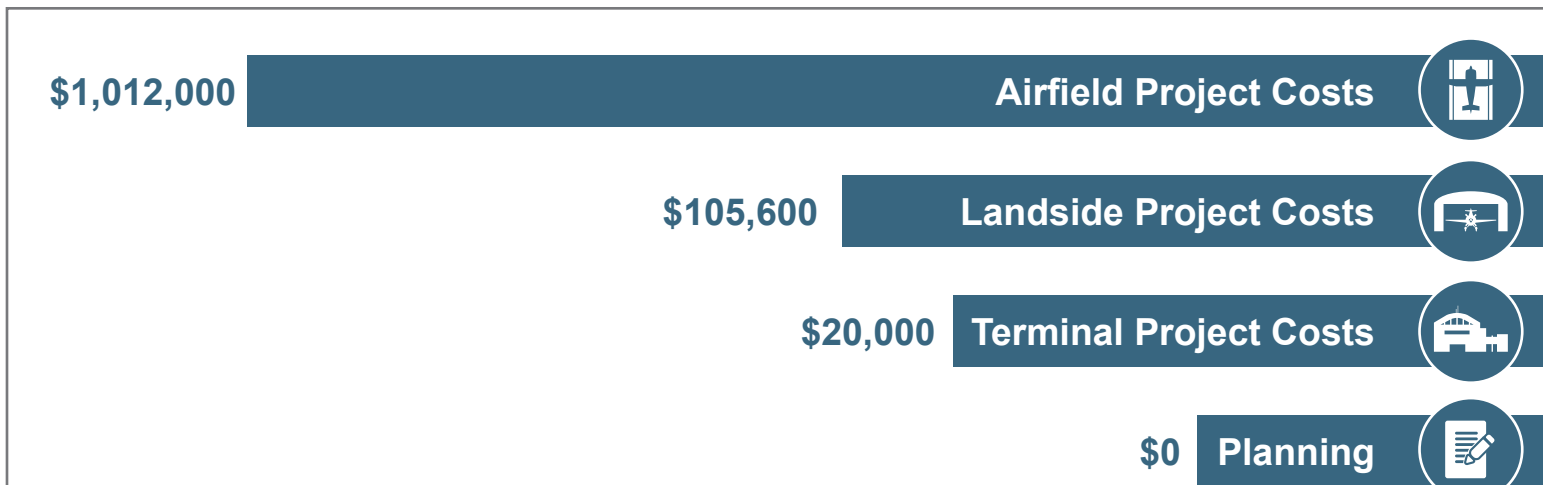 $1,012,000 Airfield Project Costs
$105,600 Landside Project Costs
$20,000 Terminal Project Costs
$0 Planning